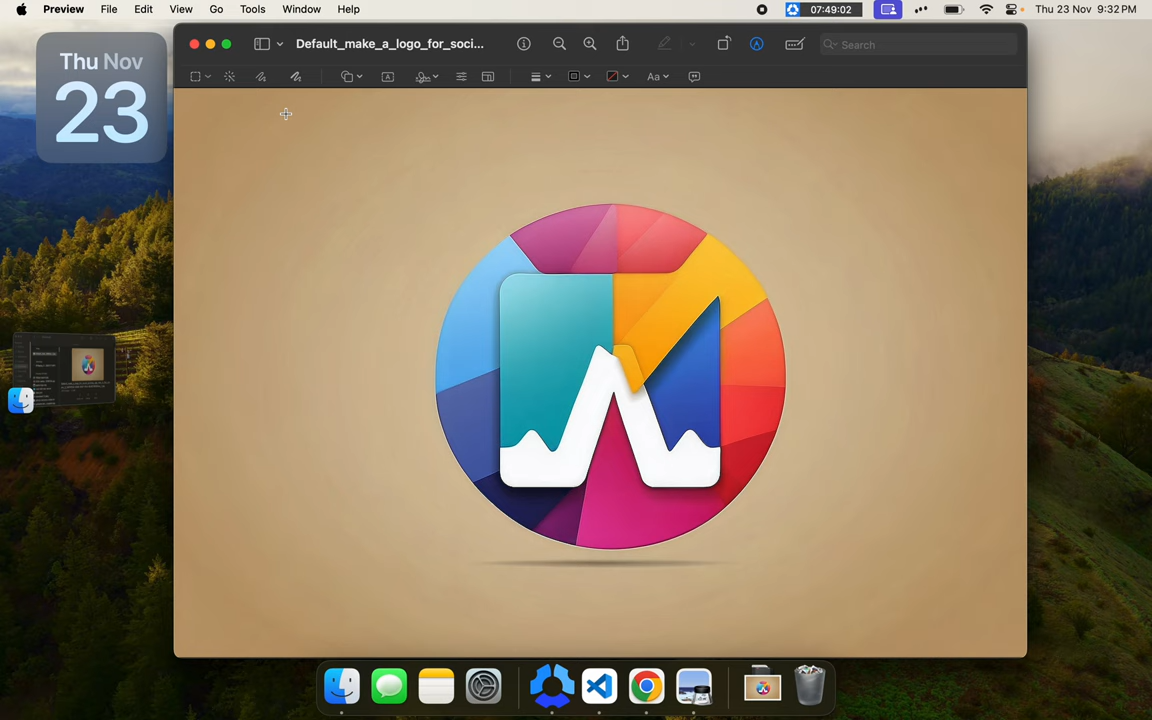 Preview File Edit View Go Tools Window Help 07:49:02 Thu 23 Nov 9:32 PM
Thu Nov
23
Default_make_a_logo_for_soci... Search
A Aa